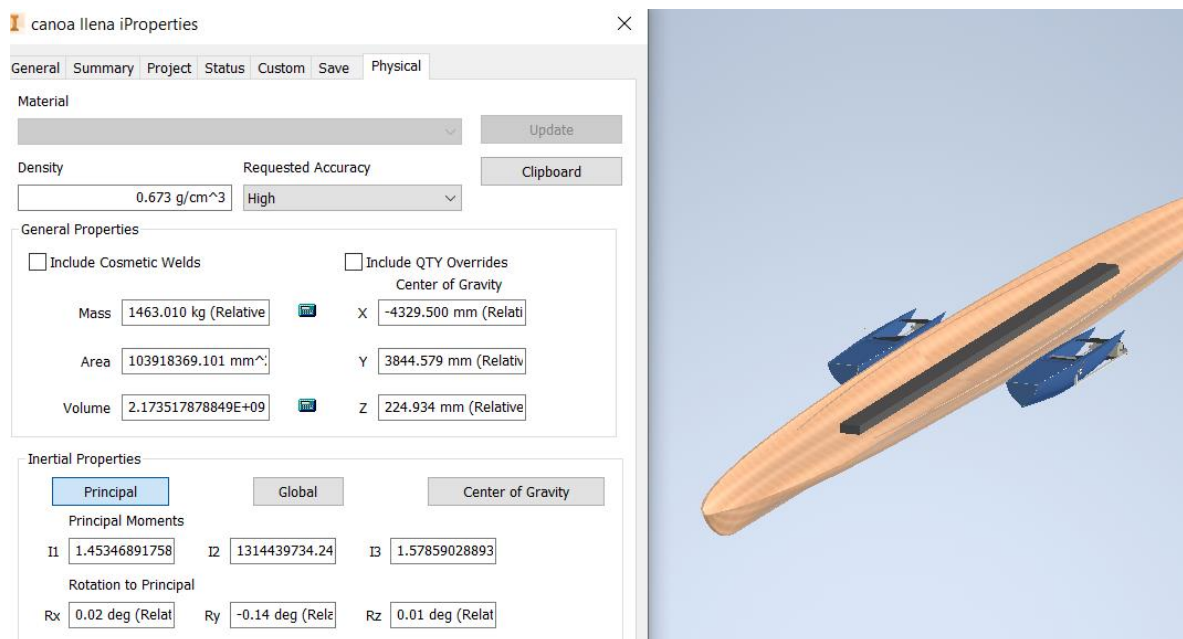 canoa llena iProperties
General Summary Project Status Custom Save Physical
Material
Update
Density Requested Accuracy Clipboard
0.673 g/cm^3 High
General Properties
Include Cosmetic Welds Include QTY Overrides
Center of Gravity
Mass 1463.010 kg (Relative X -4329.500 mm (Relati
Area 103918369.101 mm^2 Y 3844.579 mm (Relativ
Volume 2.173517878849E+09 Z 224.934 mm (Relative
Inertial Properties
Principal Global Center of Gravity
Principal Moments
I1 1.45346891758 I2 1314439734.24 I3 1.57859028893
Rotation to Principal
Rx 0.02 deg (Relat Ry -0.14 deg (Rela Rz 0.01 deg (Relat